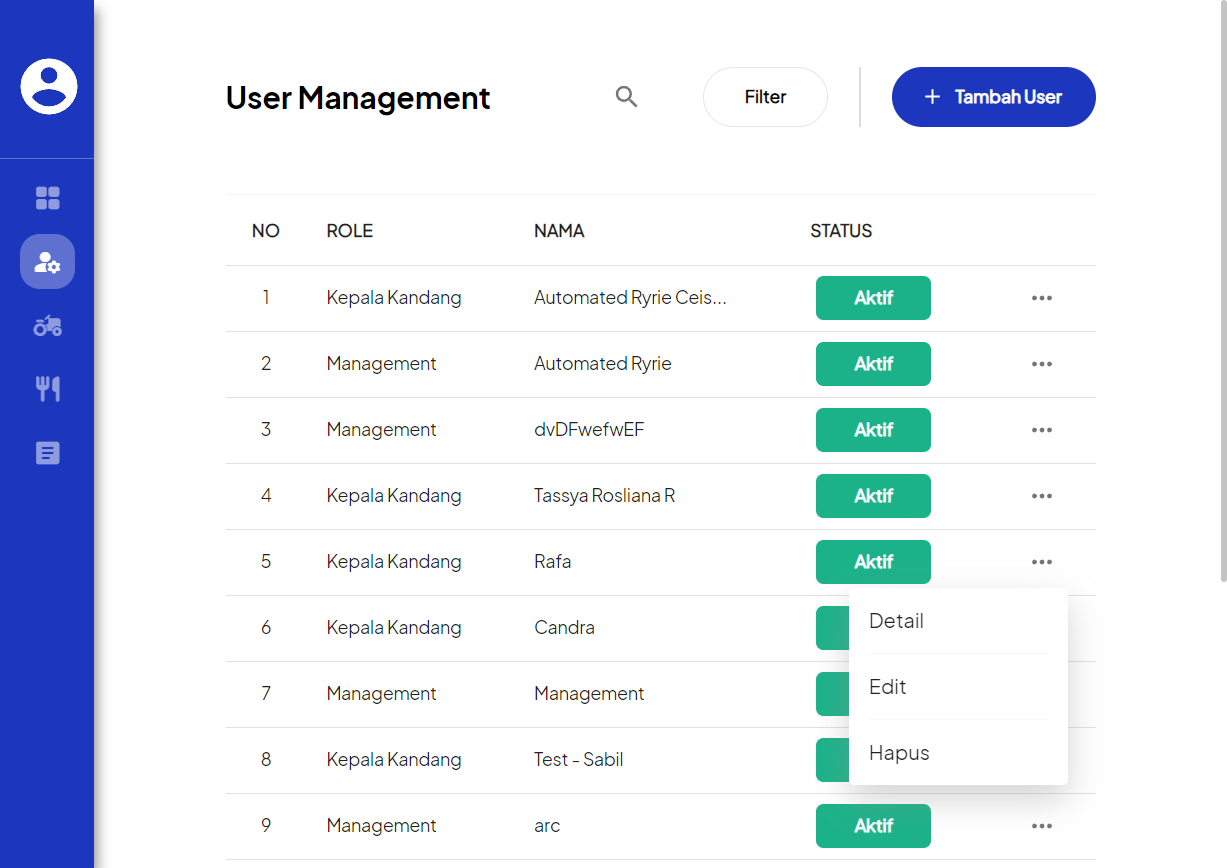 User Management
Filter
+ Tambah User
NO ROLE NAMA STATUS
1 Kepala Kandang Automated Ryrie Ceis... Aktif
2 Management Automated Ryrie Aktif
3 Management dvDFwefwEF Aktif
4 Kepala Kandang Tassya Rosliana R Aktif
5 Kepala Kandang Rafa Aktif
6 Kepala Kandang Candra
7 Management Management
8 Kepala Kandang Test - Sabil
9 Management arc Aktif
Detail
Edit
Hapus